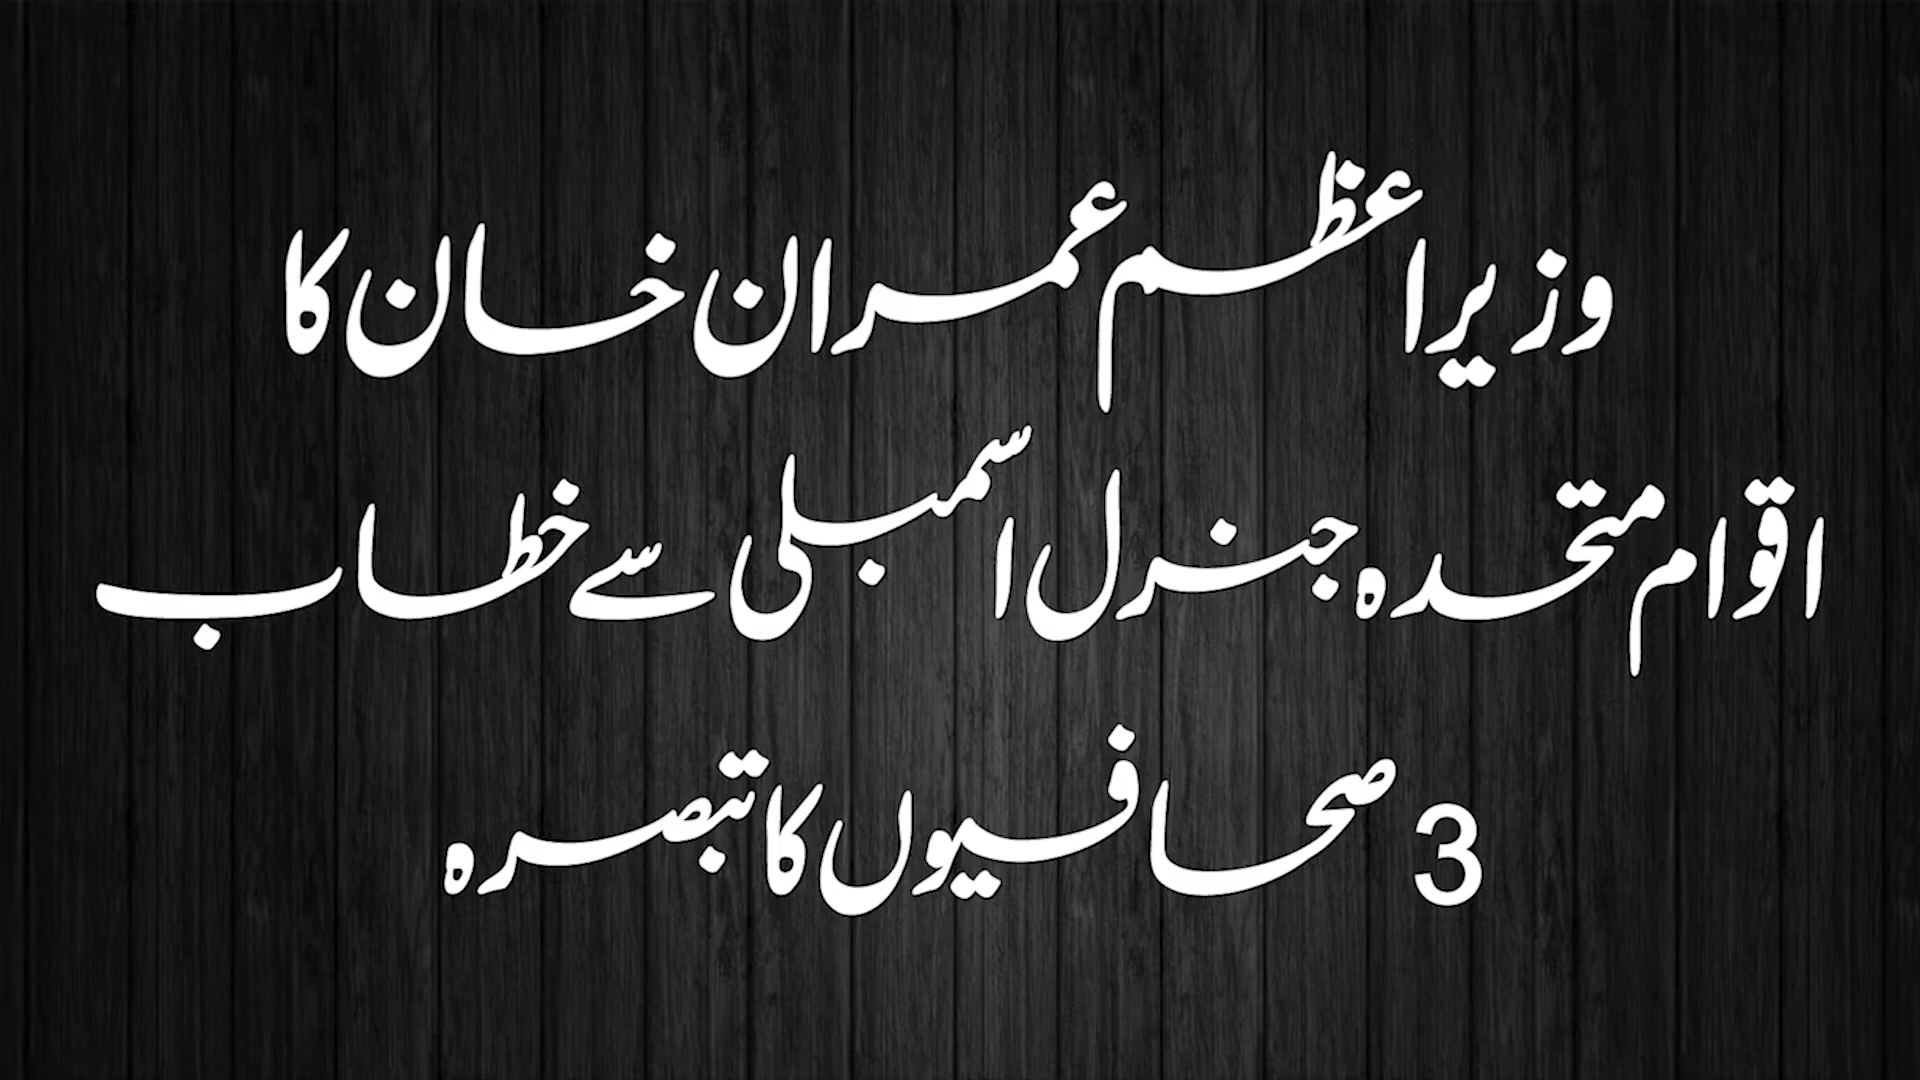 وزیراعظم عمران خان کا
اقوام متحدہ جنرل اسمبلی سے خطاب
3 صحافیوں کا تبصرہ